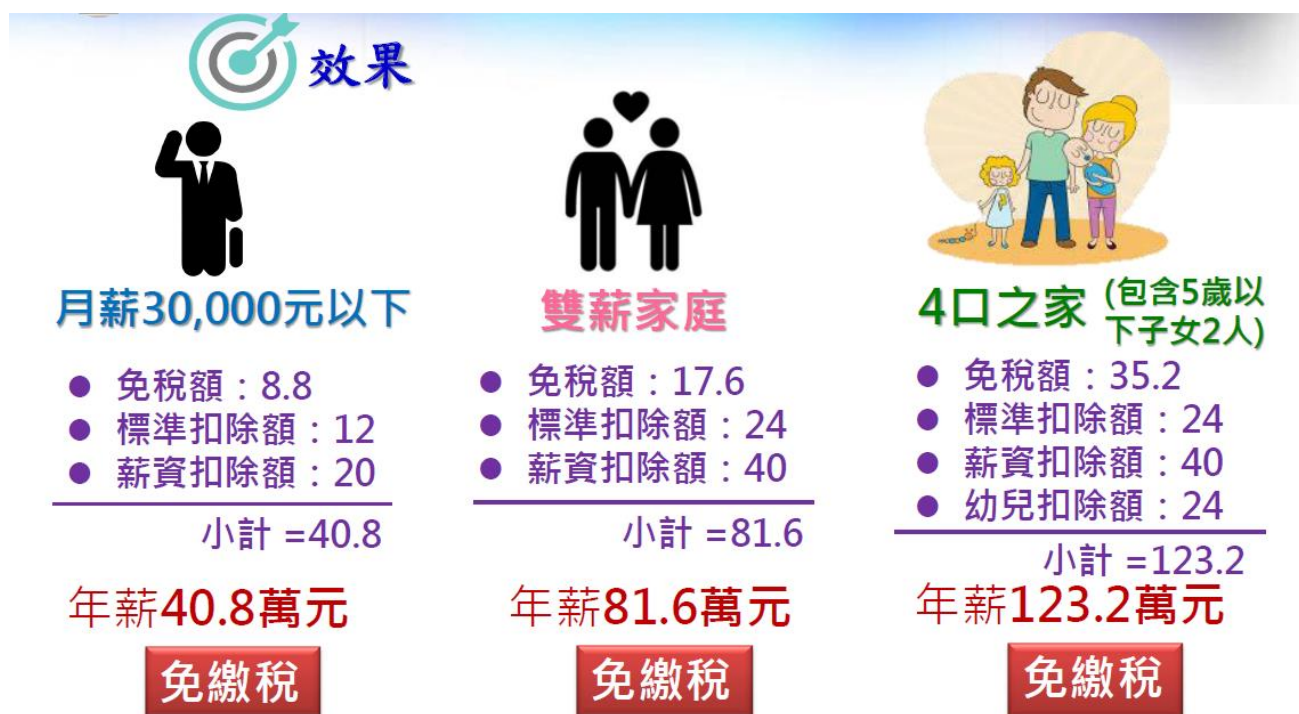 效果
月薪30,000元以下
● 免稅額：8.8
● 標準扣除額：12
● 薪資扣除額：20
小計 =40.8
年薪40.8萬元
免繳稅
雙薪家庭
● 免稅額：17.6
● 標準扣除額：24
● 薪資扣除額：40
小計 =81.6
年薪81.6萬元
免繳稅
4口之家 (包含5歲以
下子女2人)
● 免稅額：35.2
● 標準扣除額：24
● 薪資扣除額：40
● 幼兒扣除額：24
小計 =123.2
年薪123.2萬元
免繳稅